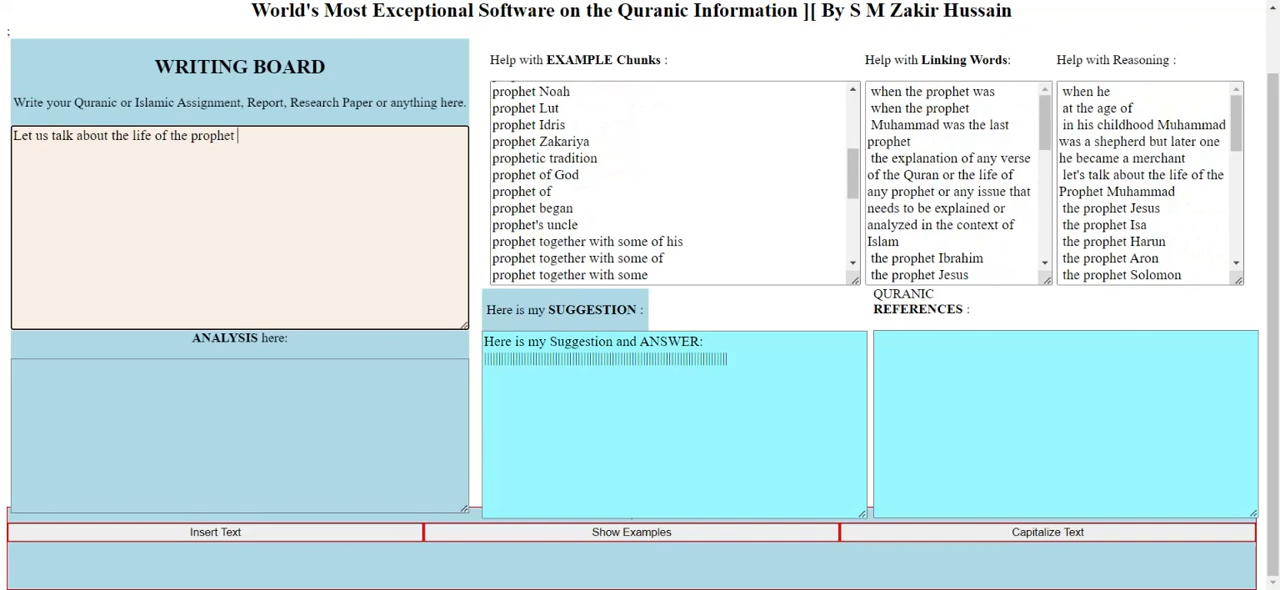 World's Most Exceptional Software on the Quranic Information ][ By S M Zakir Hussain
;
WRITING BOARD
Write your Quranic or Islamic Assignment, Report, Research Paper or anything here.
Let us talk about the life of the prophet
ANALYSIS here:
Help with EXAMPLE Chunks :
prophet Noah
prophet Lut
prophet Idris
prophet Zakariya
prophetic tradition
prophet of God
prophet of
prophet began
prophet's uncle
prophet together with some of his
prophet together with some of
prophet together with some
Help with Linking Words:
when the prophet was
when the prophet
Muhammad was the last
prophet
the explanation of any verse
of the Quran or the life of
any prophet or any issue that
needs to be explained or
analyzed in the context of
Islam
the prophet Ibrahim
the prophet Jesus
Help with Reasoning :
when he
at the age of
in his childhood Muhammad
was a shepherd but later one
he became a merchant
let's talk about the life of the
Prophet Muhammad
the prophet Jesus
the prophet Isa
the prophet Harun
the prophet Aron
the prophet Solomon
Here is my SUGGESTION :
Here is my Suggestion and ANSWER:
QURANIC
REFERENCES :
Insert Text
Show Examples
Capitalize Text